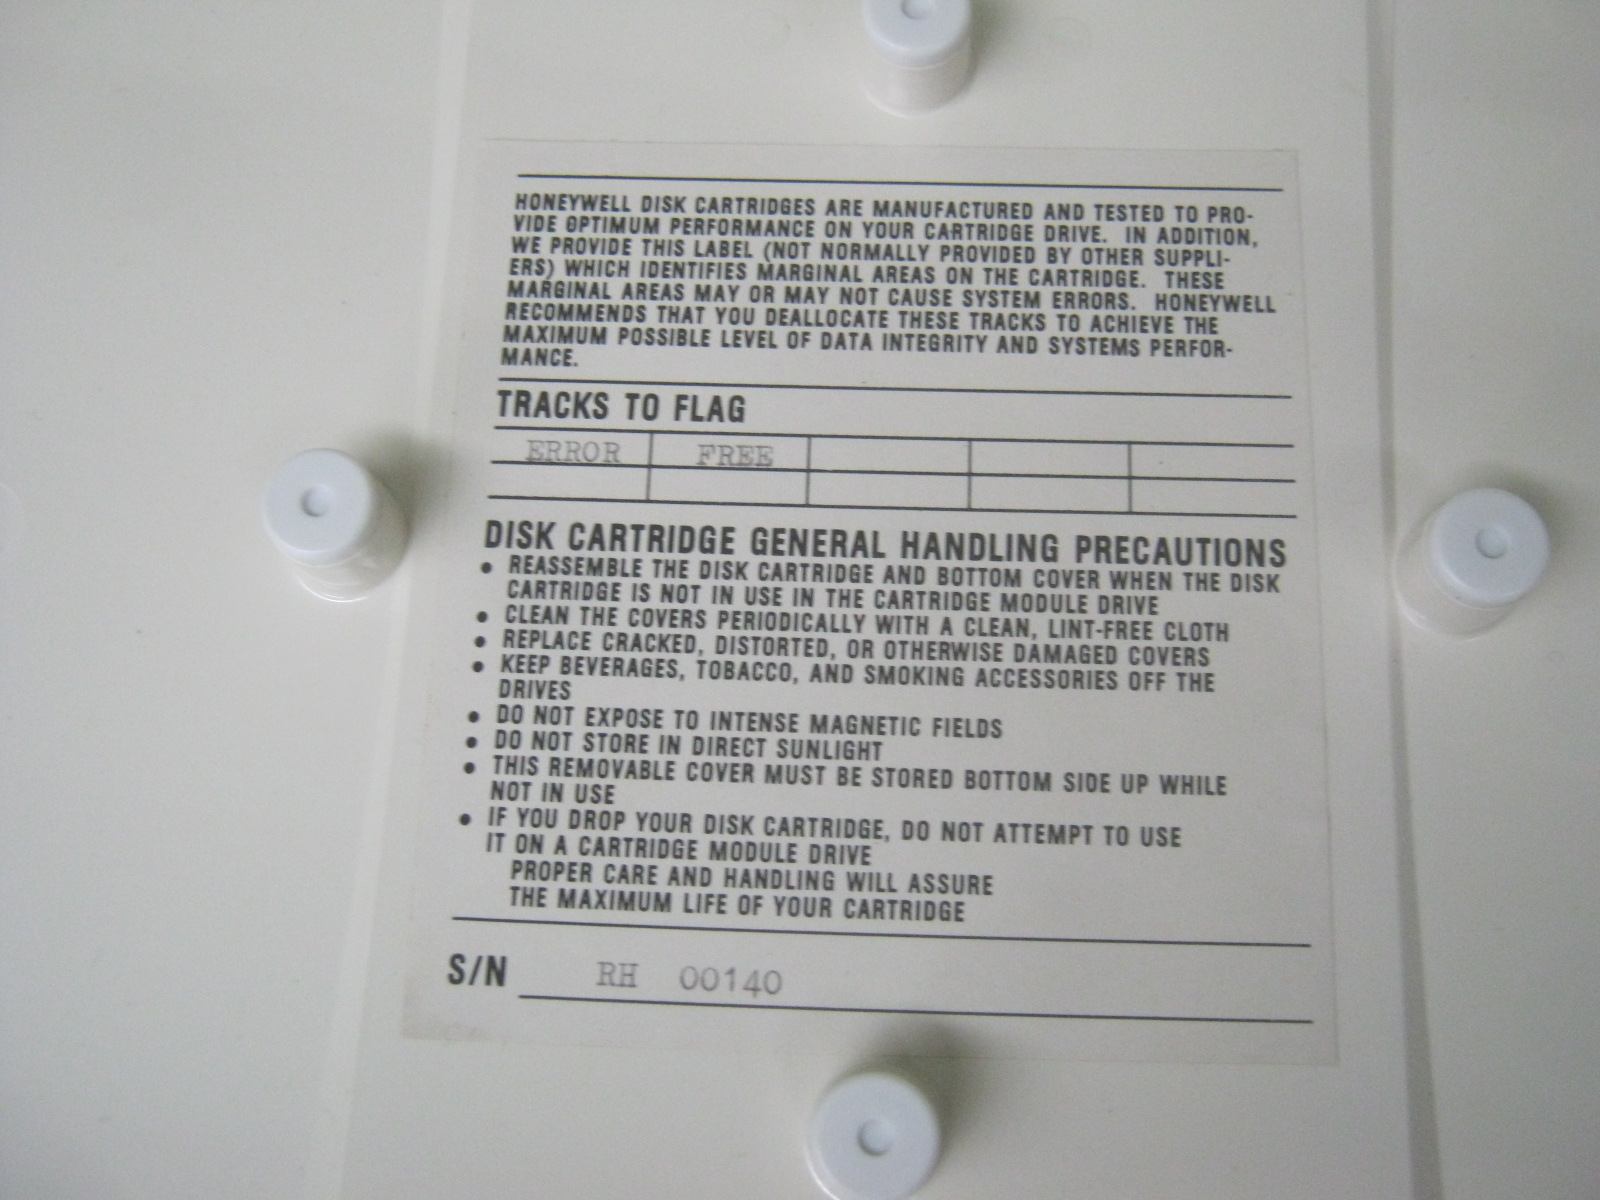 HONEYWELL DISK CARTRIDGES ARE MANUFACTURED AND TESTED TO PRO-
VIDE OPTIMUM PERFORMANCE ON YOUR CARTRIDGE DRIVE. IN ADDITION,
WE PROVIDE THIS LABEL (NOT NORMALLY PROVIDED BY OTHER SUPPLI-
ERS) WHICH IDENTIFIES MARGINAL AREAS ON THE CARTRIDGE. THESE
MARGINAL AREAS MAY OR MAY NOT CAUSE SYSTEM ERRORS. HONEYWELL
RECOMMENDS THAT YOU DEALLOCATE THESE TRACKS TO ACHIEVE THE
MAXIMUM POSSIBLE LEVEL OF DATA INTEGRITY AND SYSTEMS PERFOR-
MANCE.
TRACKS TO FLAG
ERROR FREE
DISK CARTRIDGE GENERAL HANDLING PRECAUTIONS
• REASSEMBLE THE DISK CARTRIDGE AND BOTTOM COVER WHEN THE DISK
CARTRIDGE IS NOT IN USE IN THE CARTRIDGE MODULE DRIVE
• CLEAN THE COVERS PERIODICALLY WITH A CLEAN, LINT-FREE CLOTH
• REPLACE CRACKED, DISTORTED, OR OTHERWISE DAMAGED COVERS
• KEEP BEVERAGES, TOBACCO, AND SMOKING ACCESSORIES OFF THE
DRIVES
• DO NOT EXPOSE TO INTENSE MAGNETIC FIELDS
• DO NOT STORE IN DIRECT SUNLIGHT
• THIS REMOVABLE COVER MUST BE STORED BOTTOM SIDE UP WHILE
NOT IN USE
• IF YOU DROP YOUR DISK CARTRIDGE, DO NOT ATTEMPT TO USE
IT ON A CARTRIDGE MODULE DRIVE
PROPER CARE AND HANDLING WILL ASSURE
THE MAXIMUM LIFE OF YOUR CARTRIDGE
S/N RH 00140